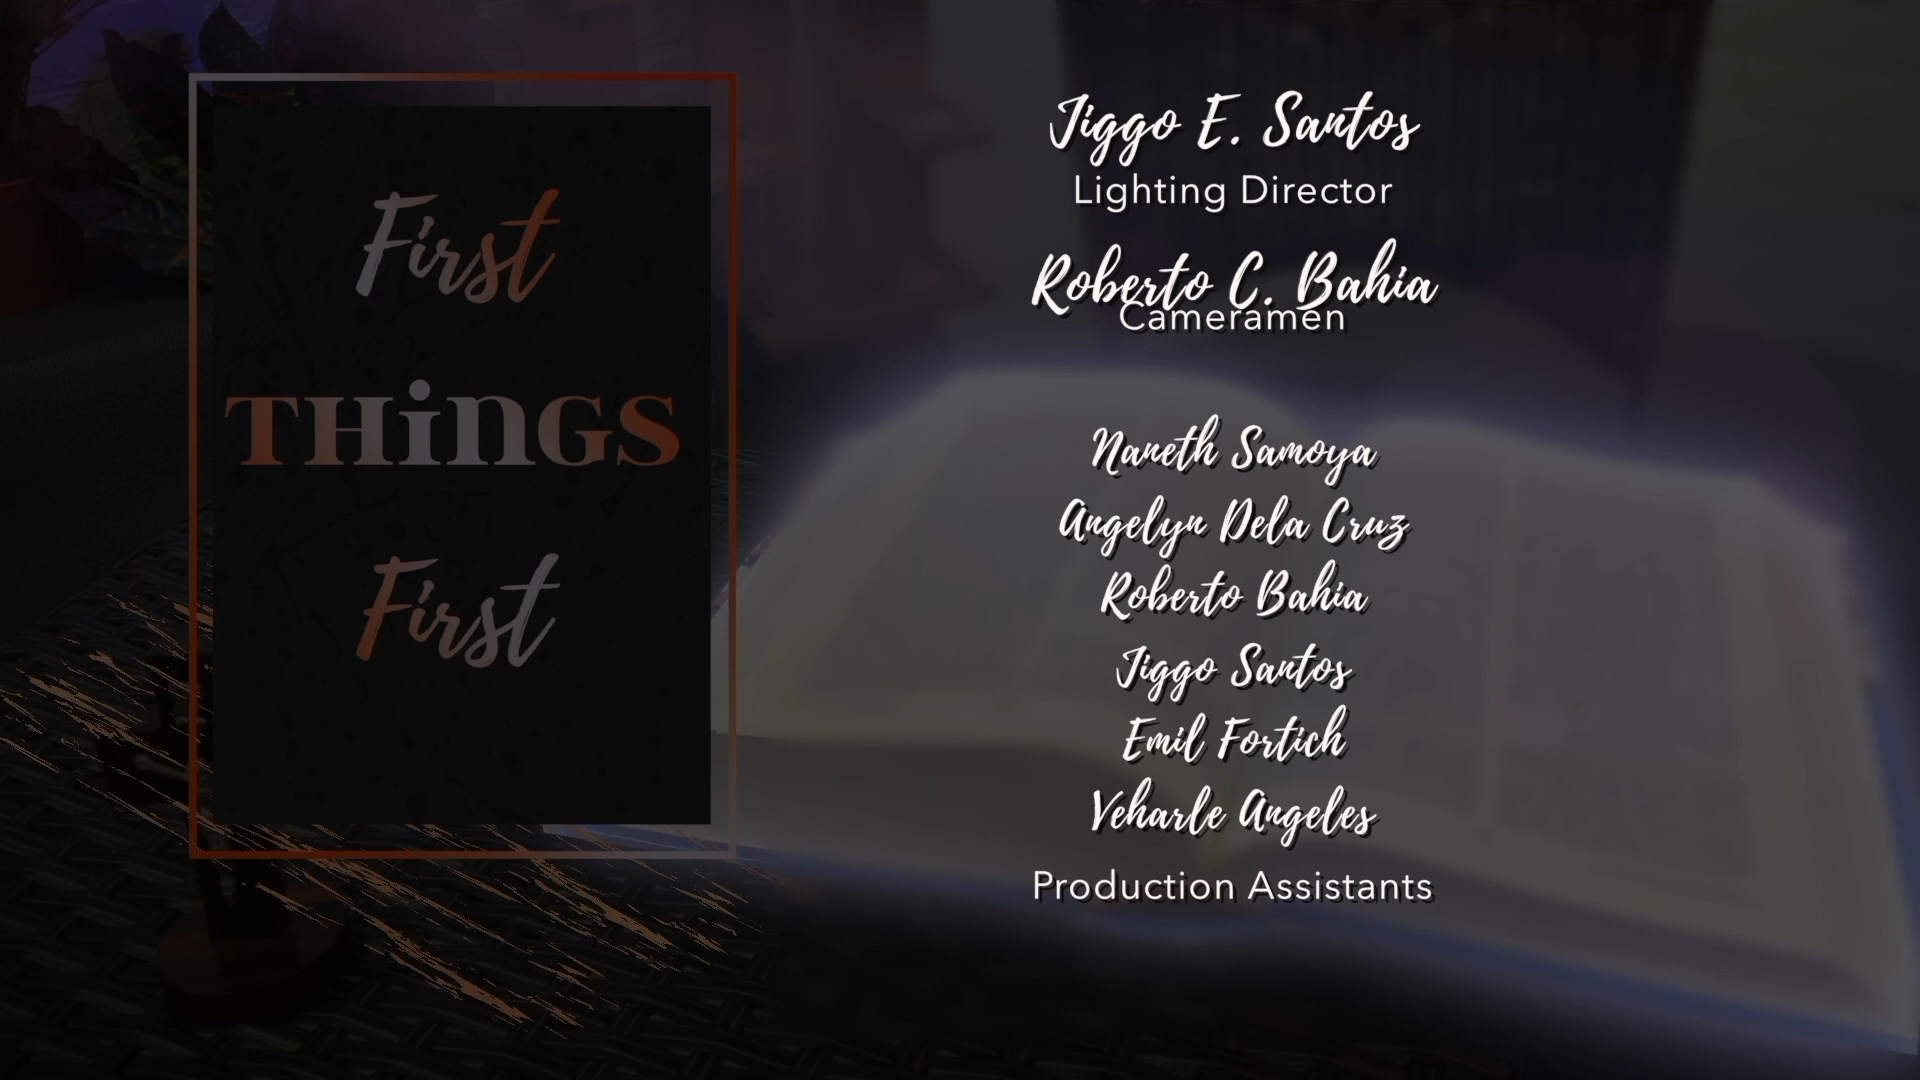 First
THiNGS
First
Jiggo E. Santos
Lighting Director
Roberto C. Bahia
Cameramen
Naneth Samoya
Angelyn Dela Cruz
Roberto Bahia
Jiggo Santos
Emil Fortich
Veharle Angeles
Production Assistants